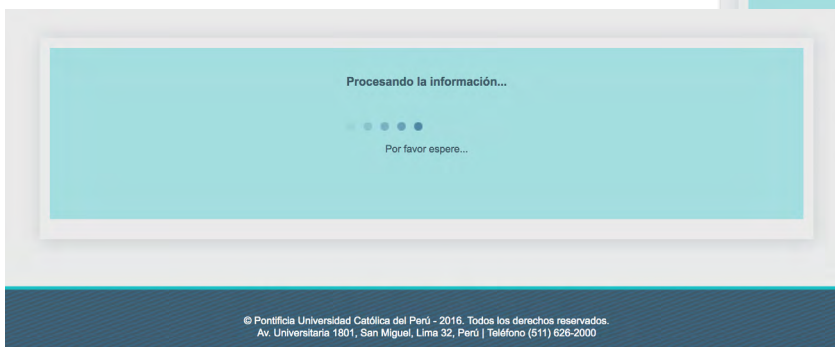 Procesando la información...
Por favor espere...
© Pontificia Universidad Católica del Perú - 2016. Todos los derechos reservados.
Av. Universitaria 1801, San Miguel, Lima 32, Perú | Teléfono (511) 626-2000